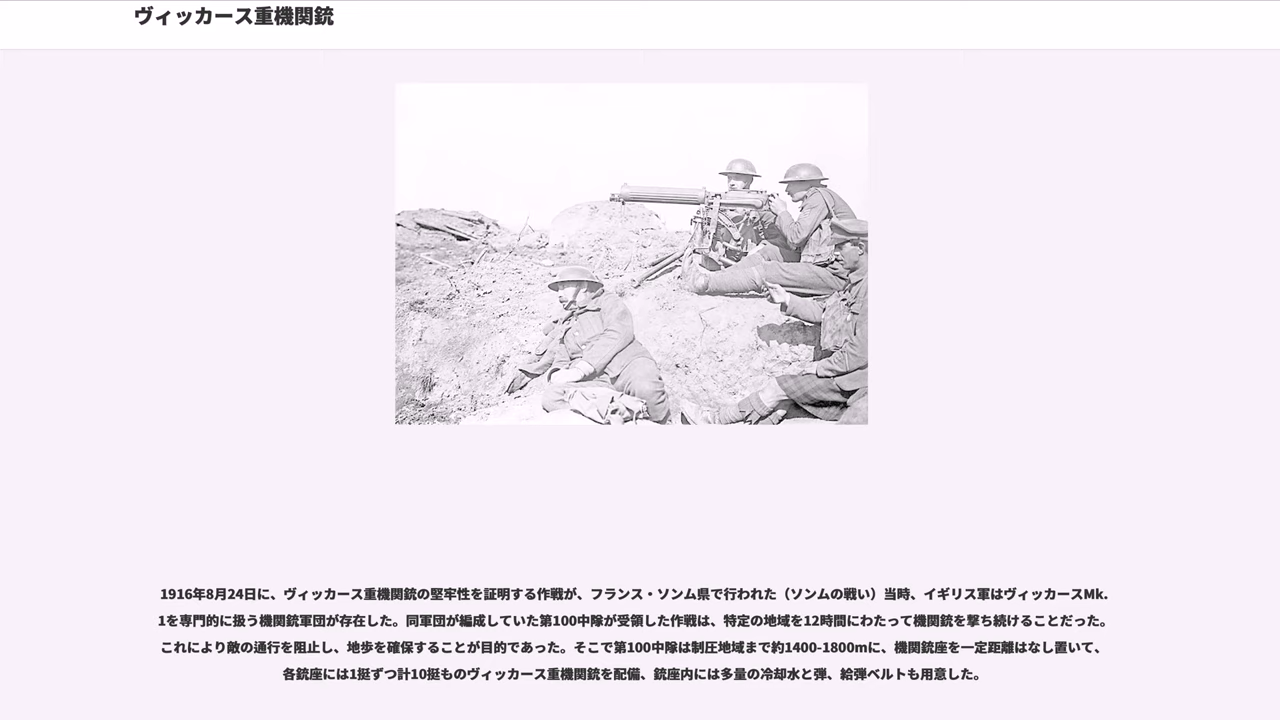 ヴィッカース重機関銃
1916年8月24日に、ヴィッカース重機関銃の堅牢性を証明する作戦が、フランス・ソンム県で行われた（ソンムの戦い）当時、イギリス軍はヴィッカースMk.
1を専門的に扱う機関銃軍団が存在した。同軍団が編成していた第100中隊が受領した作戦は、特定の地域を12時間にわたって機関銃を撃ち続けることだった。
これにより敵の通行を阻止し、地歩を確保することが目的であった。そこで第100中隊は制圧地域まで約1400-1800mに、機関銃座を一定距離はなし置いて、
各銃座には1挺ずつ計10挺ものヴィッカース重機関銃を配備、銃座内には多量の冷却水と弾、給弾ベルトも用意した。